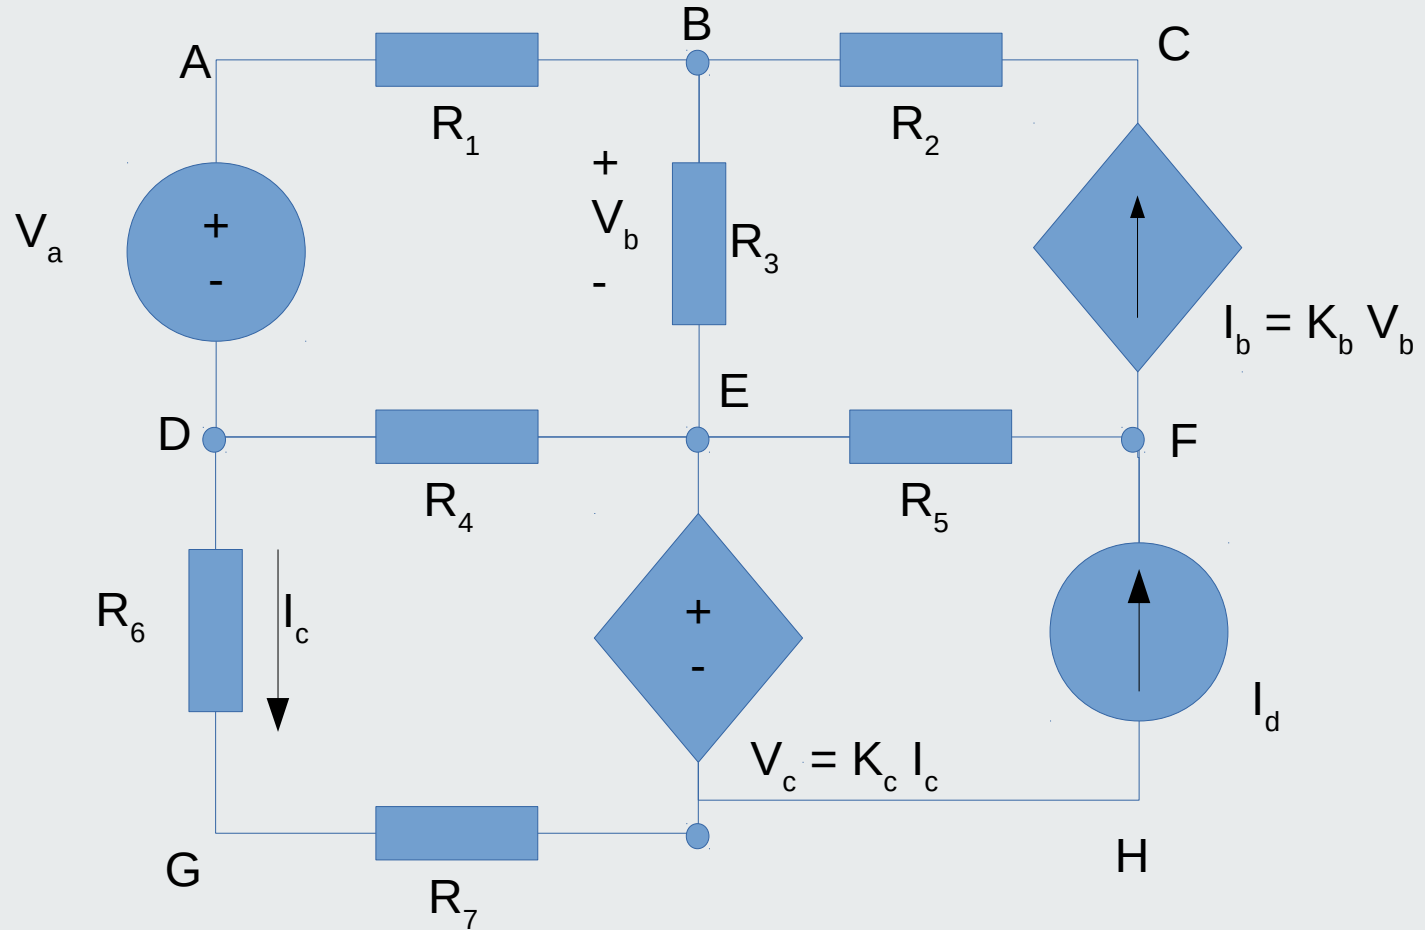 B
A
C
R1
R2
+
Vb
-
R3
Va
+
-
Ib = Kb Vb
E
D
F
R4
R5
R6
Ic
+
-
Id
Vc = Kc Ic
G
H
R7